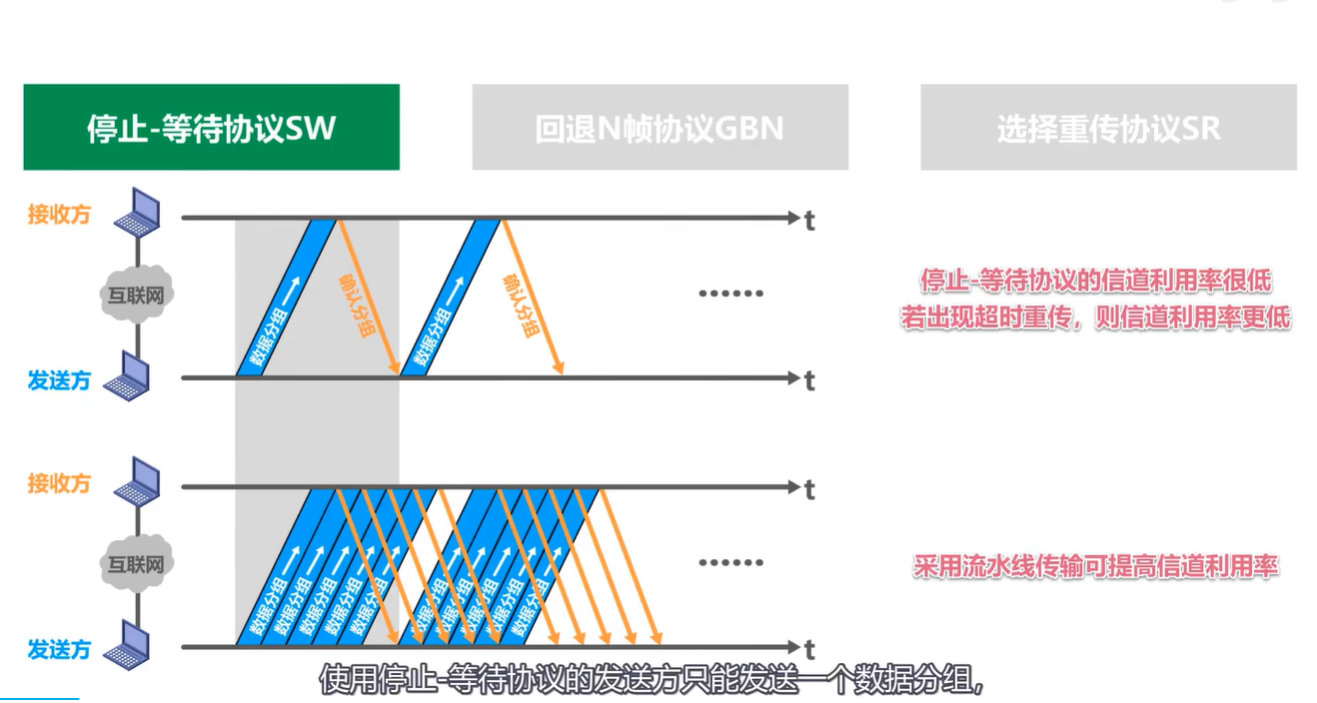 停止-等待协议SW
回退N帧协议GBN
选择重传协议SR
接收方
t
互联网
数据分组
确认分组
数据分组
确认分组
……
发送方
t
停止-等待协议的信道利用率很低
若出现超时重传，则信道利用率更低
接收方
t
互联网
数据分组
数据分组
数据分组
数据分组
数据分组
数据分组
数据分组
数据分组
数据分组
数据分组
……
发送方
t
采用流水线传输可提高信道利用率
使用停止-等待协议的发送方只能发送一个数据分组，